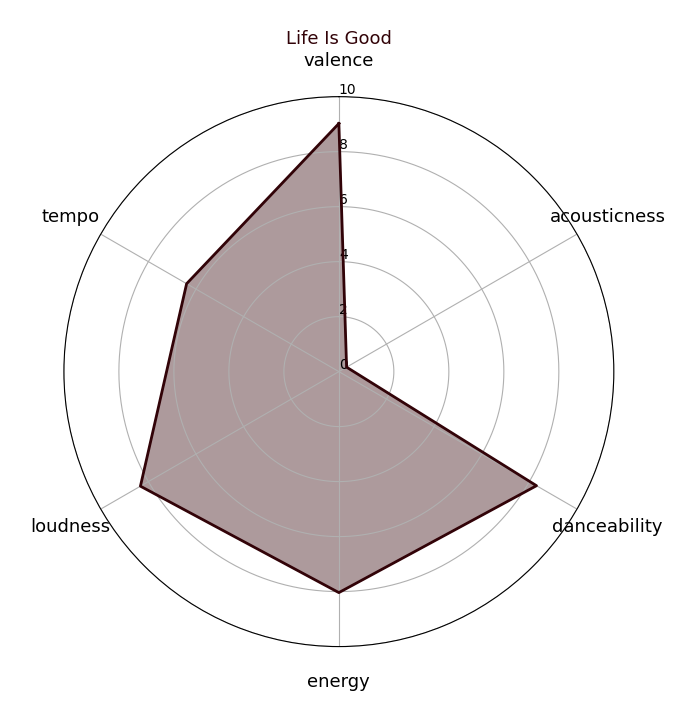 Life Is Good
valence
10
8
tempo
6
acousticness
4
2
0
loudness
danceability
energy